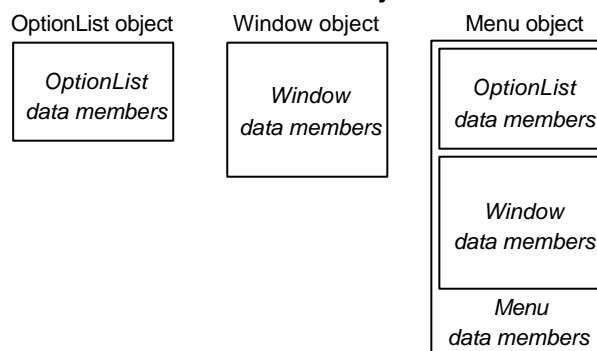 OptionList object
Window object
Menu object
OptionList
data members
Window
data members
OptionList
data members
Window
data members
Menu
data members